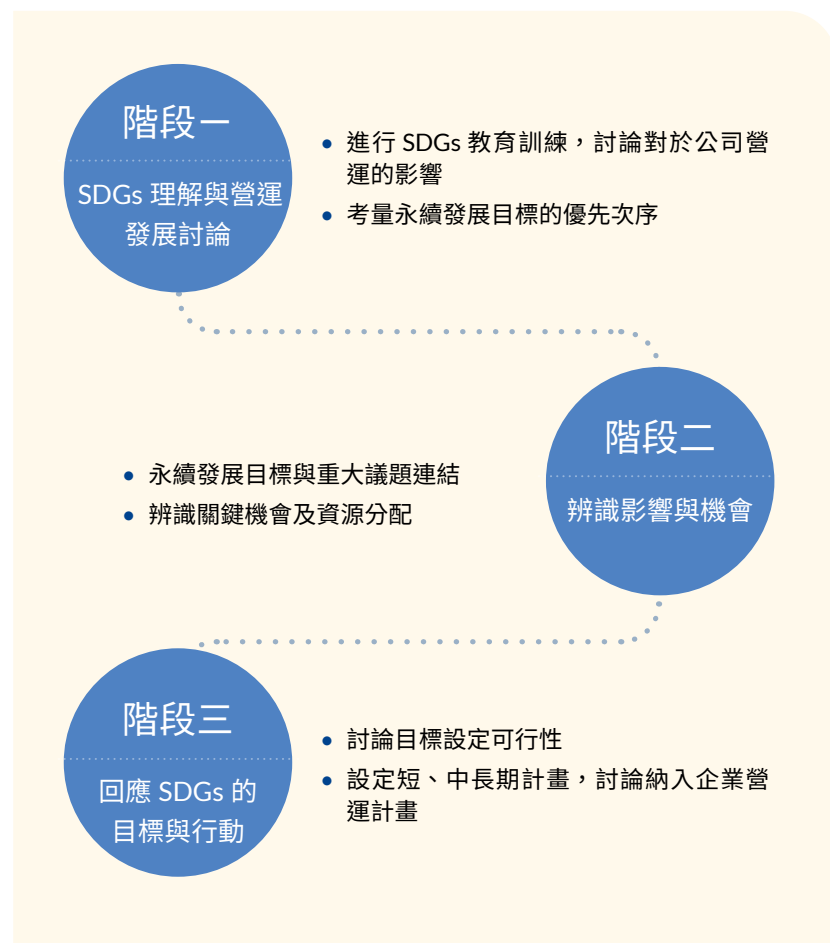 階段一
SDGs 理解與營運
發展討論
• 進行 SDGs 教育訓練，討論對於公司營
運的影響
• 考量永續發展目標的優先次序
階段二
辨識影響與機會
• 永續發展目標與重大議題連結
• 辨識關鍵機會及資源分配
階段三
回應 SDGs 的
目標與行動
• 討論目標設定可行性
• 設定短、中長期計畫，討論納入企業營
運計畫